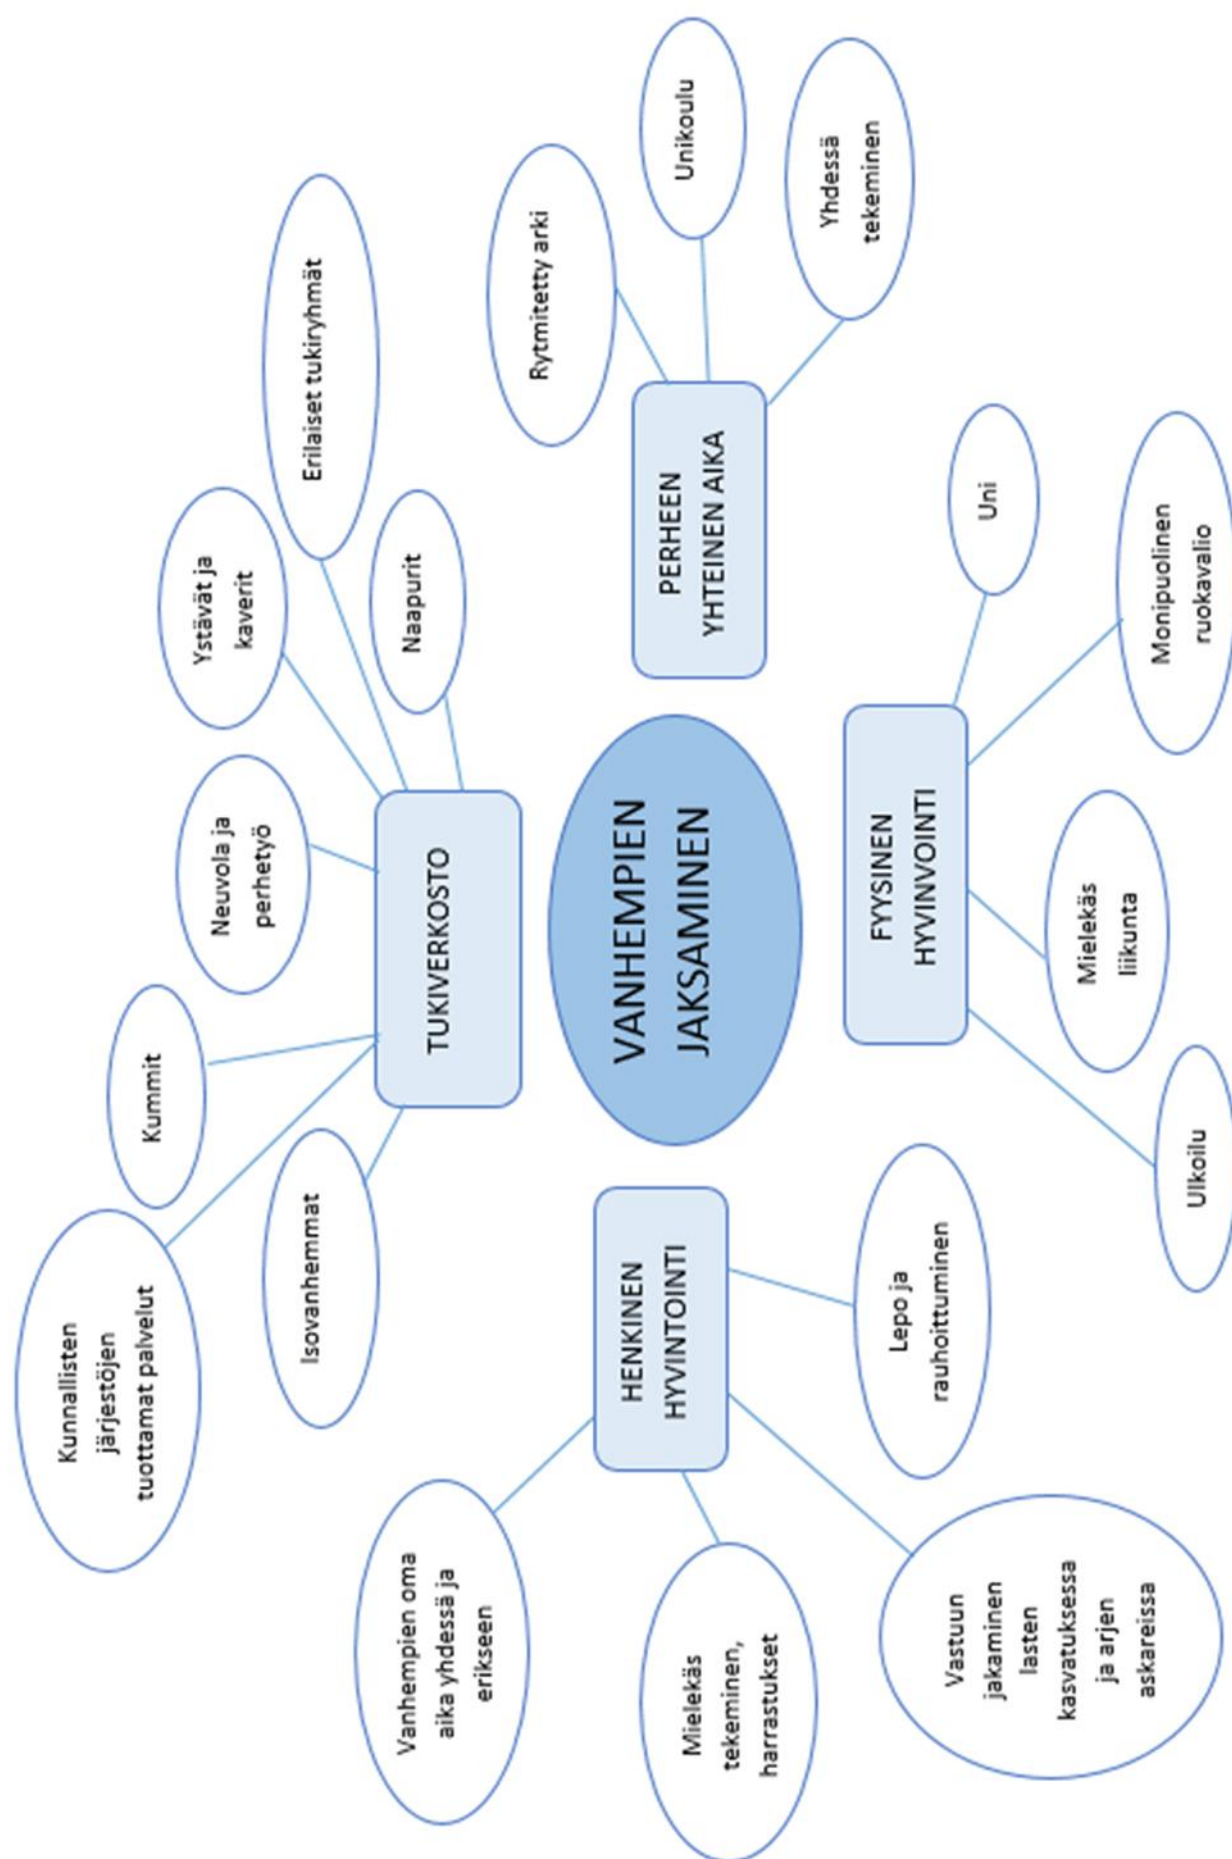 Kunnallisten
järjestöjen
tuottamat palvelut
Kummit
Neuvola ja
perhetyö
Ystävät ja
kaverit
Erilaiset tukiryhmät
Isovanhemmat
Naapurit
TUKIVERKOSTO
Vanhempien oma
aika yhdessä ja
erikseen
Rytmitetty arki
Unikoulu
Yhdessä
tekeminen
HENKINEN
HYVINTOINTI
VANHEMPIEN
JAKSAMINEN
PERHEEN
YHTEINEN AIKA
Mielekäs
tekeminen,
harrastukset
Lepo ja
rauhoittuminen
FYYSINEN
HYVINVOINTI
Uni
Vastuun
jakaminen
lasten
kasvatuksessa
ja arjen
askareissa
Ulkoilu
Mielekäs
liikunta
Monipuolinen
ruokavalio